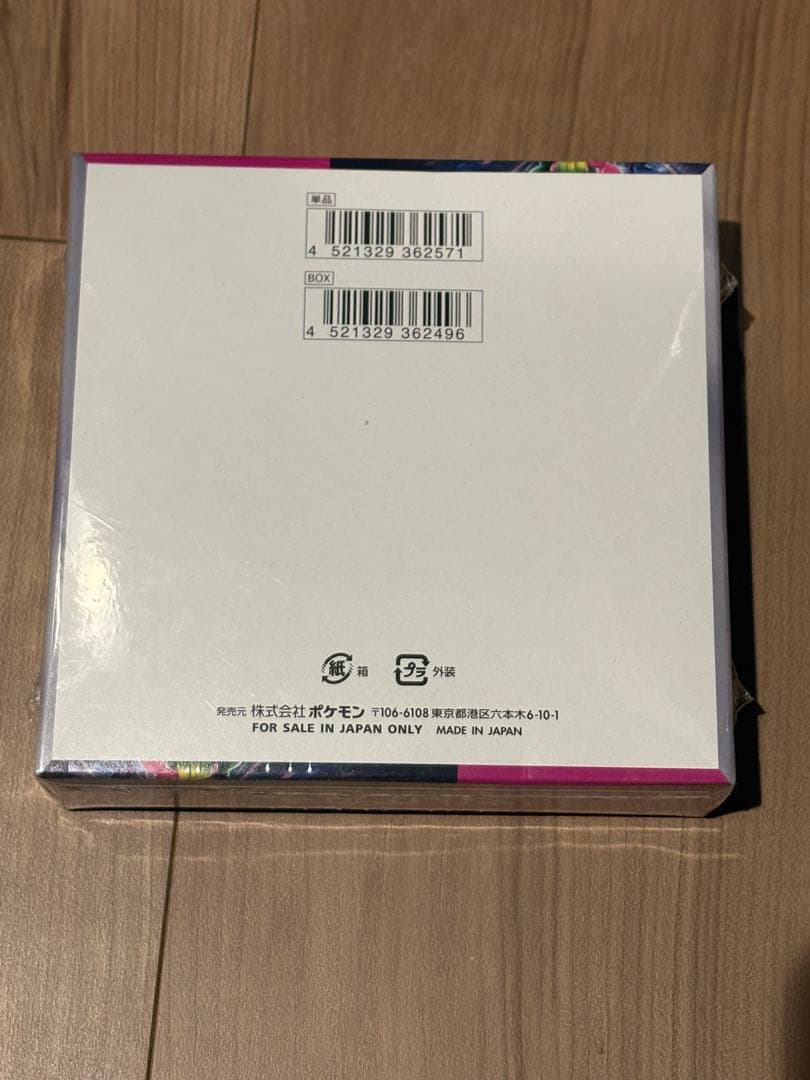 単品
4 521329 362571
BOX
4 521329 362496
紙 箱 プラ 外装
発売元 株式会社 ポケモン 〒106-6108 東京都港区六本木6-10-1
FOR SALE IN JAPAN ONLY MADE IN JAPAN